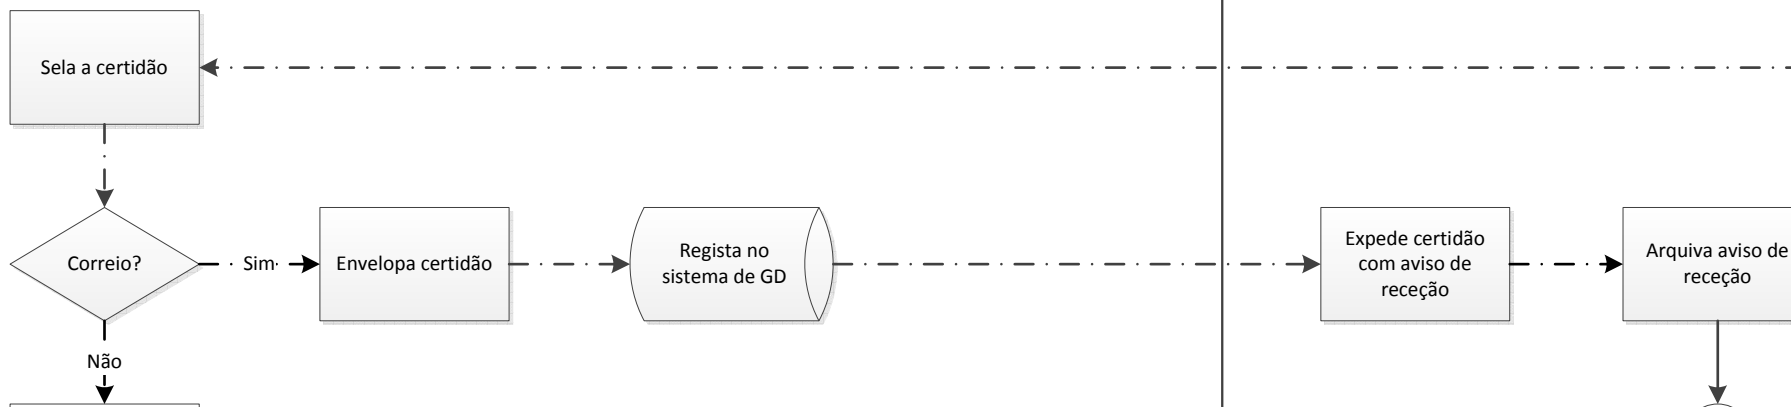 Sela a certidão
Correio?
Sim
Envelopa certidão
Regista no
sistema de GD
Expede certidão
com aviso de
receção
Arquiva aviso de
receção
Não